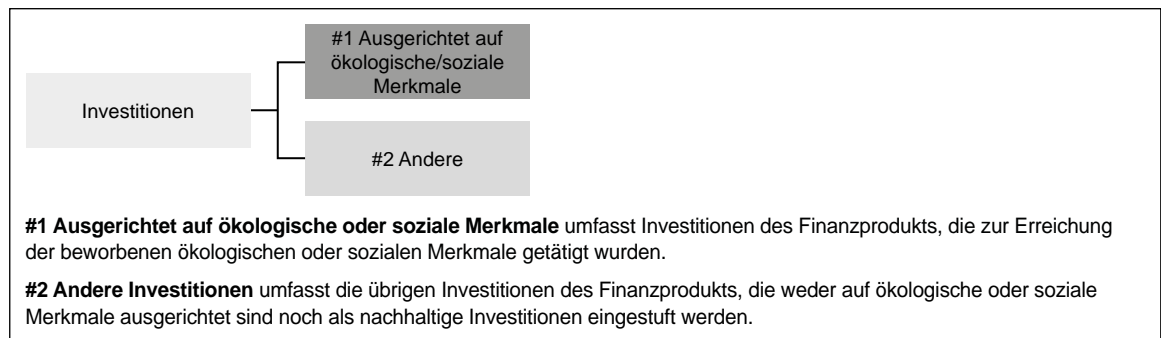 #1 Ausgerichtet auf
ökologische/soziale
Merkmale
Investitionen
#2 Andere
#1 Ausgerichtet auf ökologische oder soziale Merkmale umfasst Investitionen des Finanzprodukts, die zur Erreichung
der beworbenen ökologischen oder sozialen Merkmale getätigt wurden.
#2 Andere Investitionen umfasst die übrigen Investitionen des Finanzprodukts, die weder auf ökologische oder soziale
Merkmale ausgerichtet sind noch als nachhaltige Investitionen eingestuft werden.